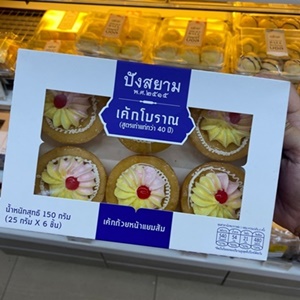 ปังสยาม
พ.ศ.๒๕๑๕
เค้กโบราณ
(สูตรเก่าแก่กว่า 40 ปี)
น้ำหนักสุทธิ 150 กรัม
(25 กรัม X 6 ชิ้น)
เค้กถ้วยหน้าแยมส้ม